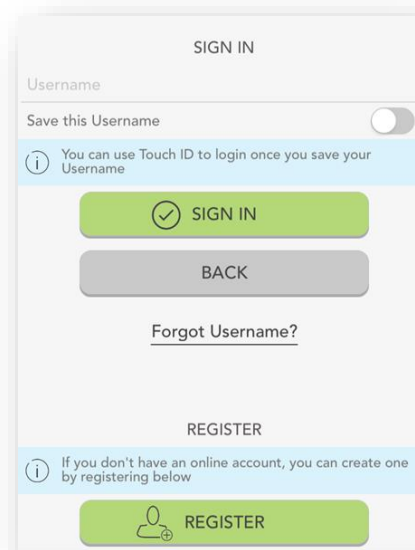 SIGN IN
Username
Save this Username
You can use Touch ID to login once you save your
Username
SIGN IN
BACK
Forgot Username?
REGISTER
If you don't have an online account, you can create one
by registering below
REGISTER